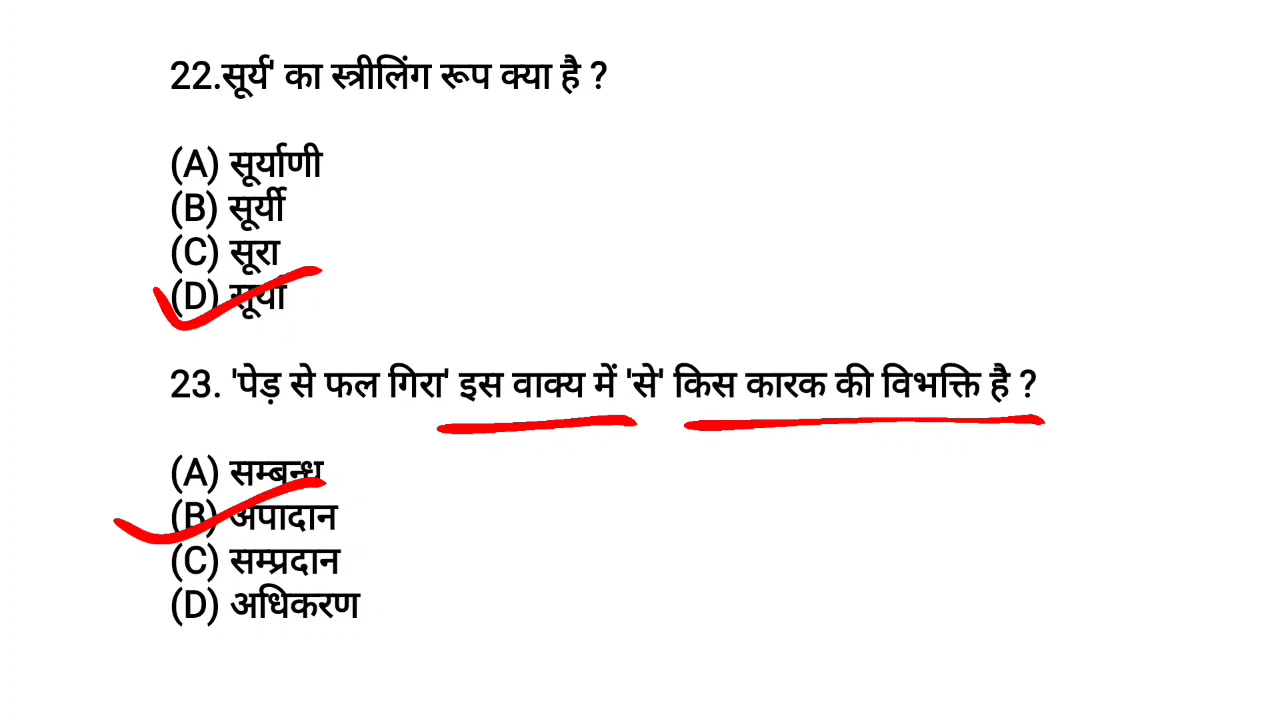 22.सूर्य' का स्त्रीलिंग रूप क्या है ?
(A) सूर्याणी
(B) सूर्यी
(C) सूरा
(D) सूर्या
23. 'पेड़ से फल गिरा' इस वाक्य में 'से' किस कारक की विभक्ति है ?
(A) सम्बन्ध
(B) अपादान
(C) सम्प्रदान
(D) अधिकरण